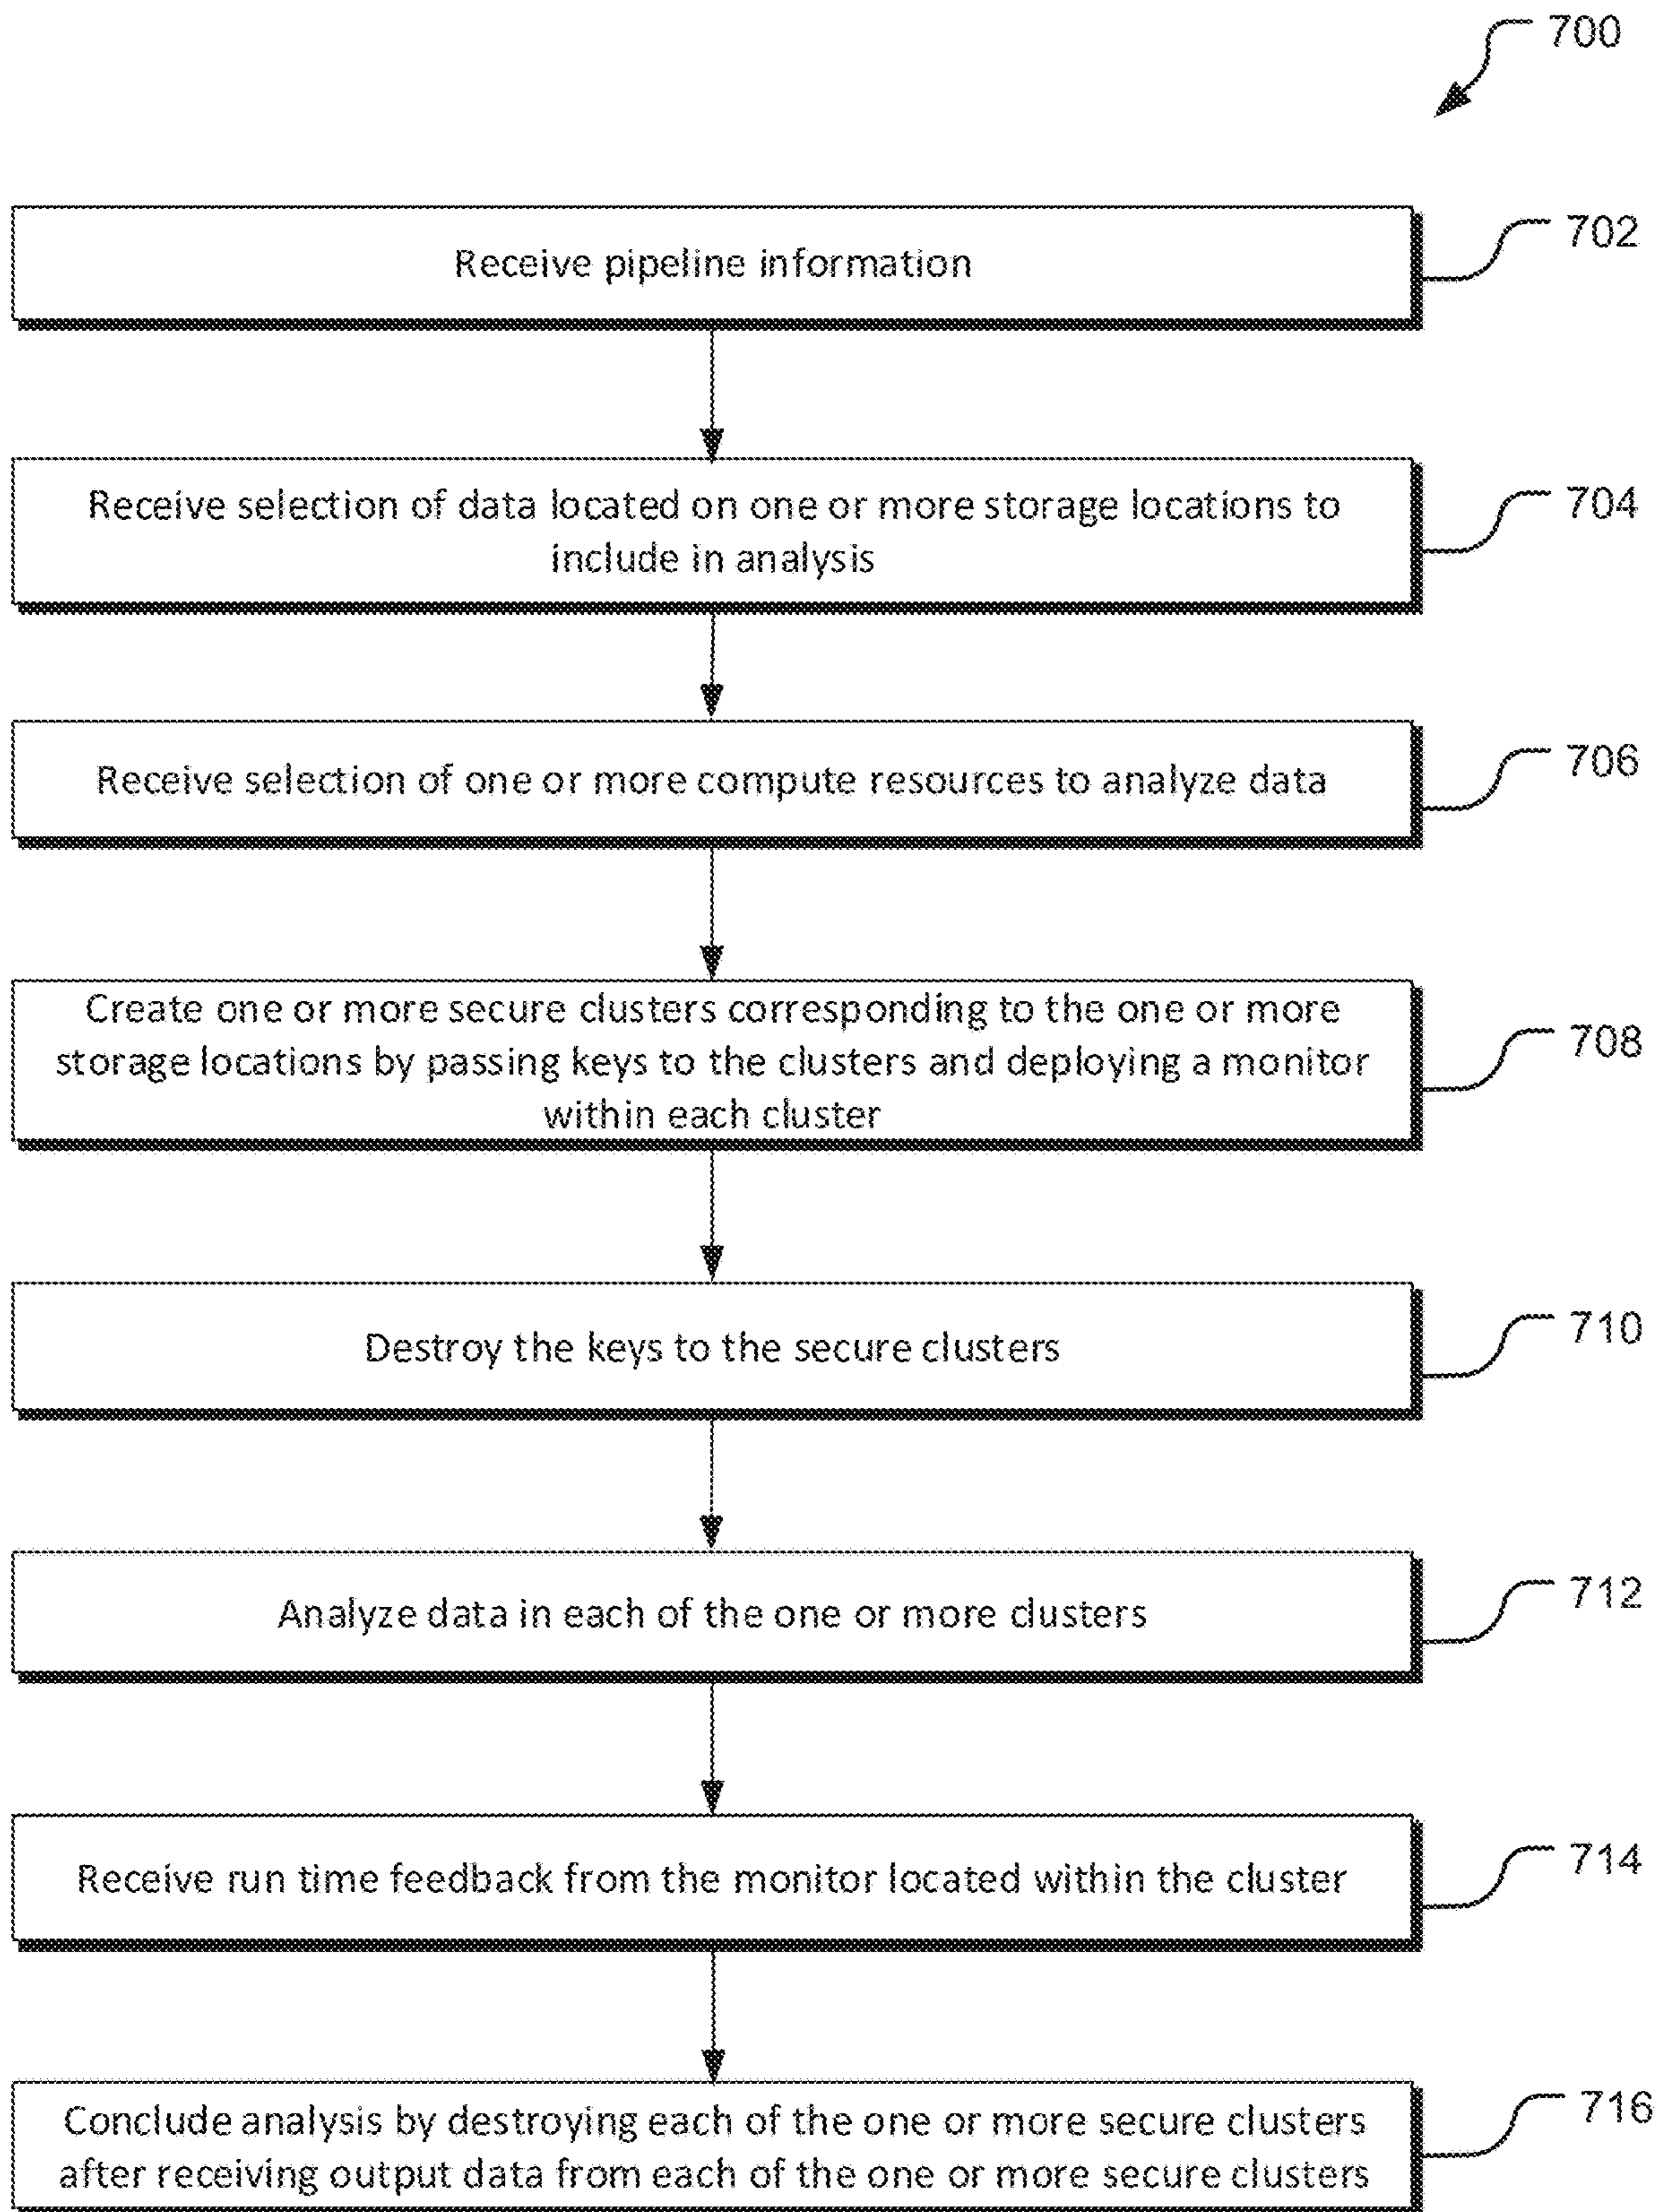 700
Receive pipeline information
702
Receive selection of data located on one or more storage locations to
include in analysis
704
Receive selection of one or more compute resources to analyze data
706
Create one or more secure clusters corresponding to the one or more
storage locations by passing keys to the clusters and deploying a monitor
within each cluster
708
Destroy the keys to the secure clusters
710
Analyze data in each of the one or more clusters
712
Receive run time feedback from the monitor located within the cluster
714
Conclude analysis by destroying each of the one or more secure clusters
after receiving output data from each of the one or more secure clusters
716